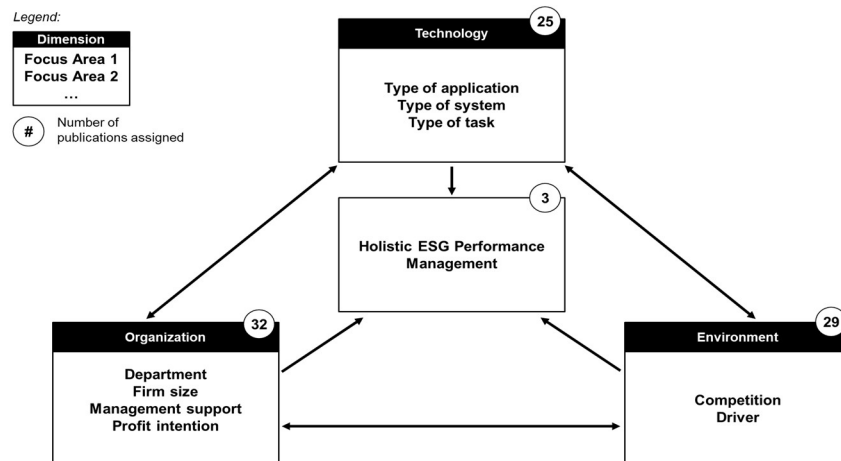 Legend:
Dimension
Focus Area 1
Focus Area 2
...
#
Number of
publications assigned
25
Technology
Type of application
Type of system
Type of task
3
Holistic ESG Performance
Management
32
Organization
Department
Firm size
Management support
Profit intention
29
Environment
Competition
Driver